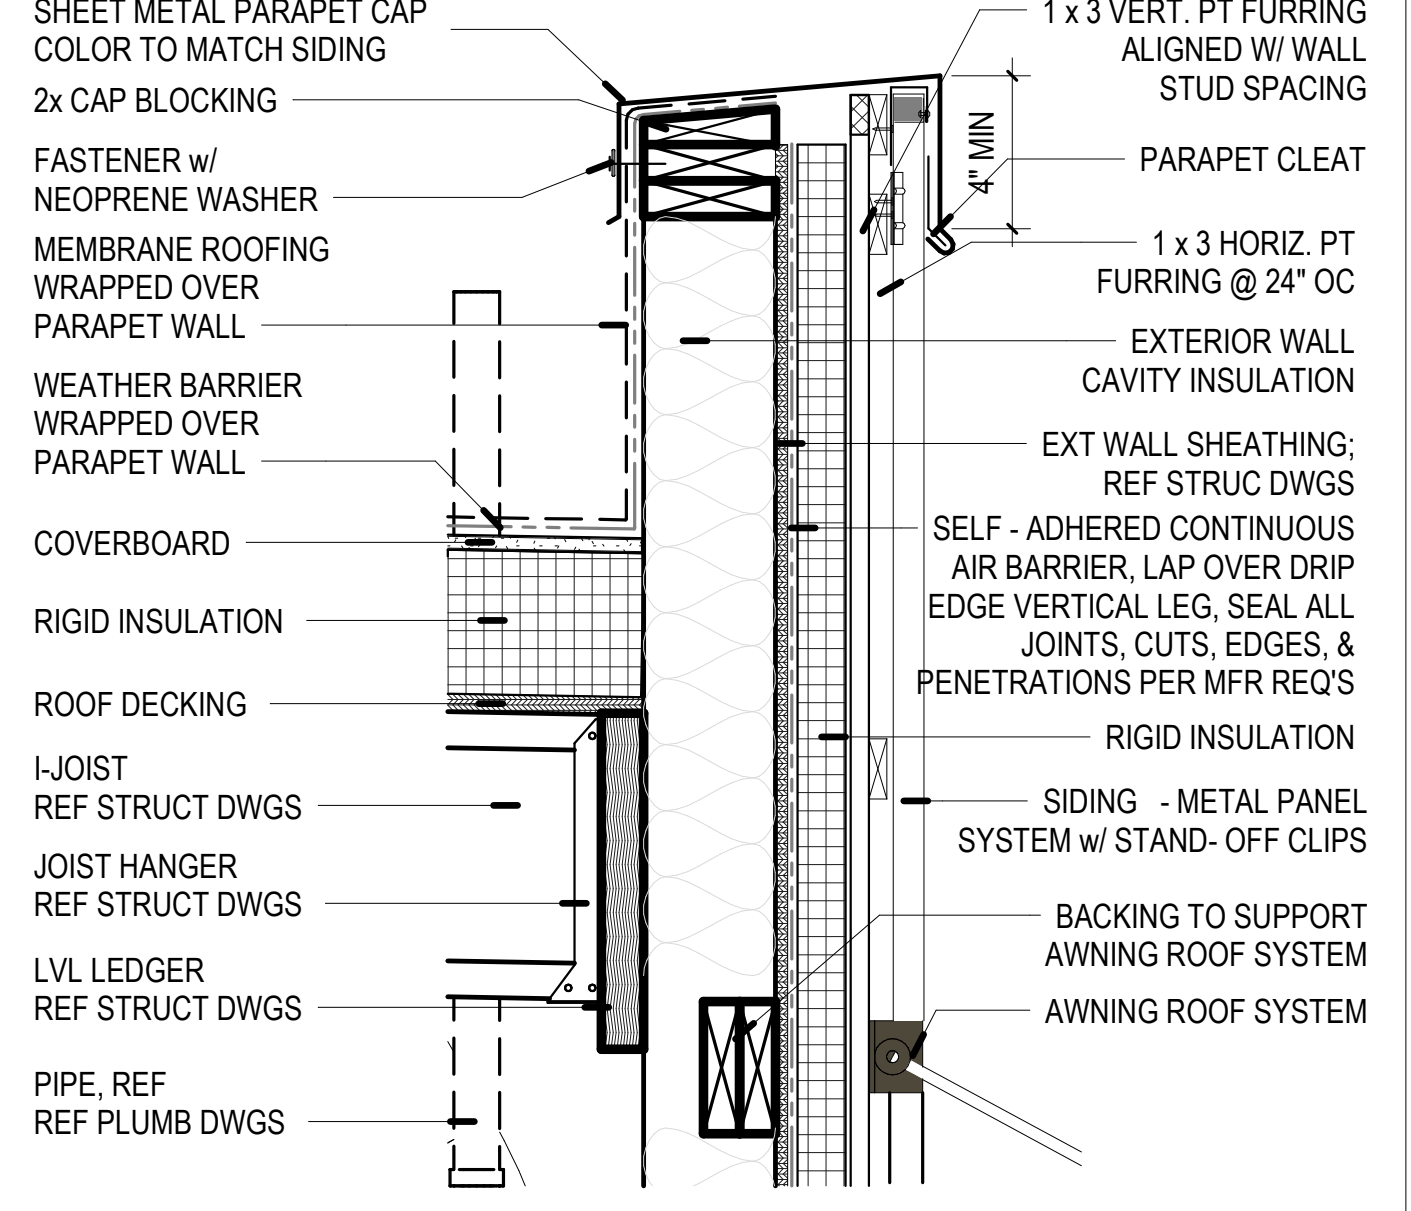 SHEET METAL PARAPET CAP
COLOR TO MATCH SIDING
2x CAP BLOCKING
FASTENER w/
NEOPRENE WASHER
MEMBRANE ROOFING
WRAPPED OVER
PARAPET WALL
WEATHER BARRIER
WRAPPED OVER
PARAPET WALL
COVERBOARD
RIGID INSULATION
ROOF DECKING
I-JOIST
REF STRUCT DWGS
JOIST HANGER
REF STRUCT DWGS
LVL LEDGER
REF STRUCT DWGS
PIPE, REF
REF PLUMB DWGS
4" MIN
1 x 3 VERT. PT FURRING
ALIGNED W/ WALL
STUD SPACING
PARAPET CLEAT
1 x 3 HORIZ. PT
FURRING @ 24" OC
EXTERIOR WALL
CAVITY INSULATION
EXT WALL SHEATHING;
REF STRUC DWGS
SELF - ADHERED CONTINUOUS
AIR BARRIER, LAP OVER DRIP
EDGE VERTICAL LEG, SEAL ALL
JOINTS, CUTS, EDGES, &
PENETRATIONS PER MFR REQ'S
RIGID INSULATION
SIDING - METAL PANEL
SYSTEM w/ STAND- OFF CLIPS
BACKING TO SUPPORT
AWNING ROOF SYSTEM
AWNING ROOF SYSTEM